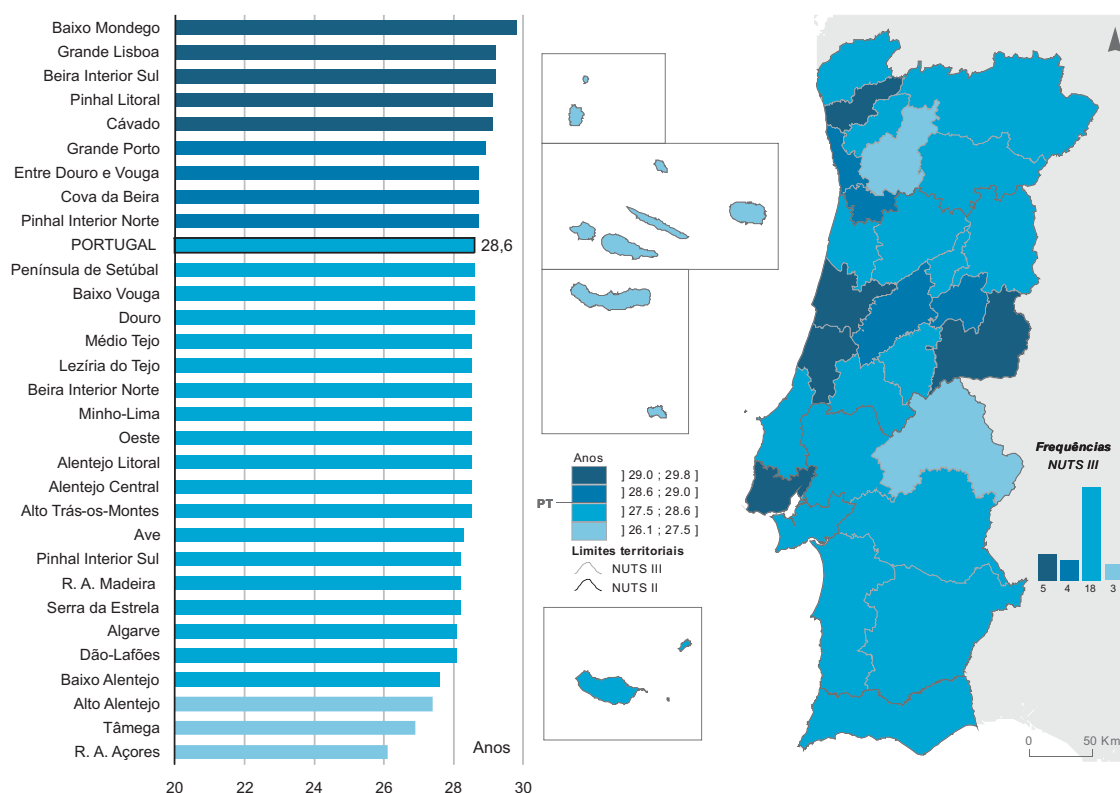 Baixo Mondego
Grande Lisboa
Beira Interior Sul
Pinhal Litoral
Cávado
Grande Porto
Entre Douro e Vouga
Cova da Beira
Pinhal Interior Norte
PORTUGAL
28,6
Península de Setúbal
Baixo Vouga
Douro
Médio Tejo
Lezíria do Tejo
Beira Interior Norte
Minho-Lima
Oeste
Alentejo Litoral
Alentejo Central
Alto Trás-os-Montes
Ave
Pinhal Interior Sul
R. A. Madeira
Serra da Estrela
Algarve
Dão-Lafões
Baixo Alentejo
Alto Alentejo
Tâmega
R. A. Açores
Anos
20 22 24 26 28 30
Anos
] 29.0 ; 29.8 ]
] 28.6 ; 29.0 ]
PT
] 27.5 ; 28.6 ]
] 26.1 ; 27.5 ]
Limites territoriais
NUTS III
NUTS II
Frequências
NUTS III
5 4 18 3
0 50 Km